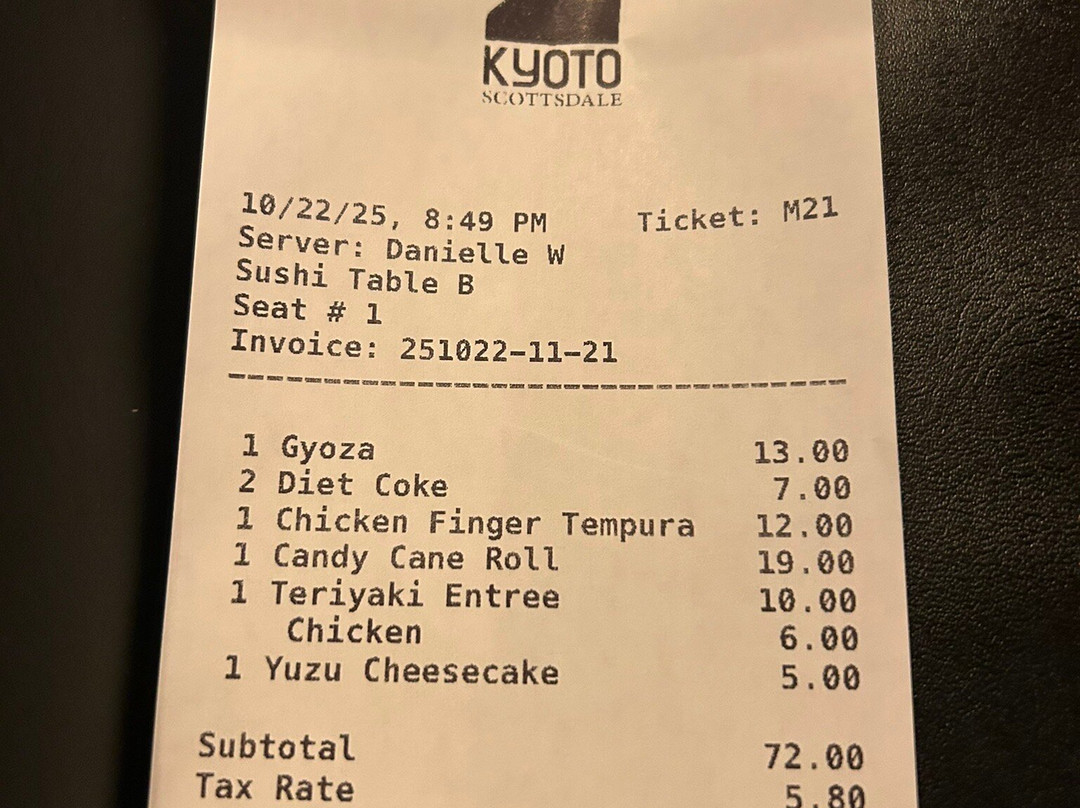 KYOTO
SCOTTSDALE
10/22/25, 8:49 PM Ticket: M21
Server: Danielle W
Sushi Table B
Seat # 1
Invoice: 251022-11-21
1 Gyoza 13.00
2 Diet Coke 7.00
1 Chicken Finger Tempura 12.00
1 Candy Cane Roll 19.00
1 Teriyaki Entree 10.00
Chicken 6.00
1 Yuzu Cheesecake 5.00
Subtotal 72.00
Tax Rate 5.80